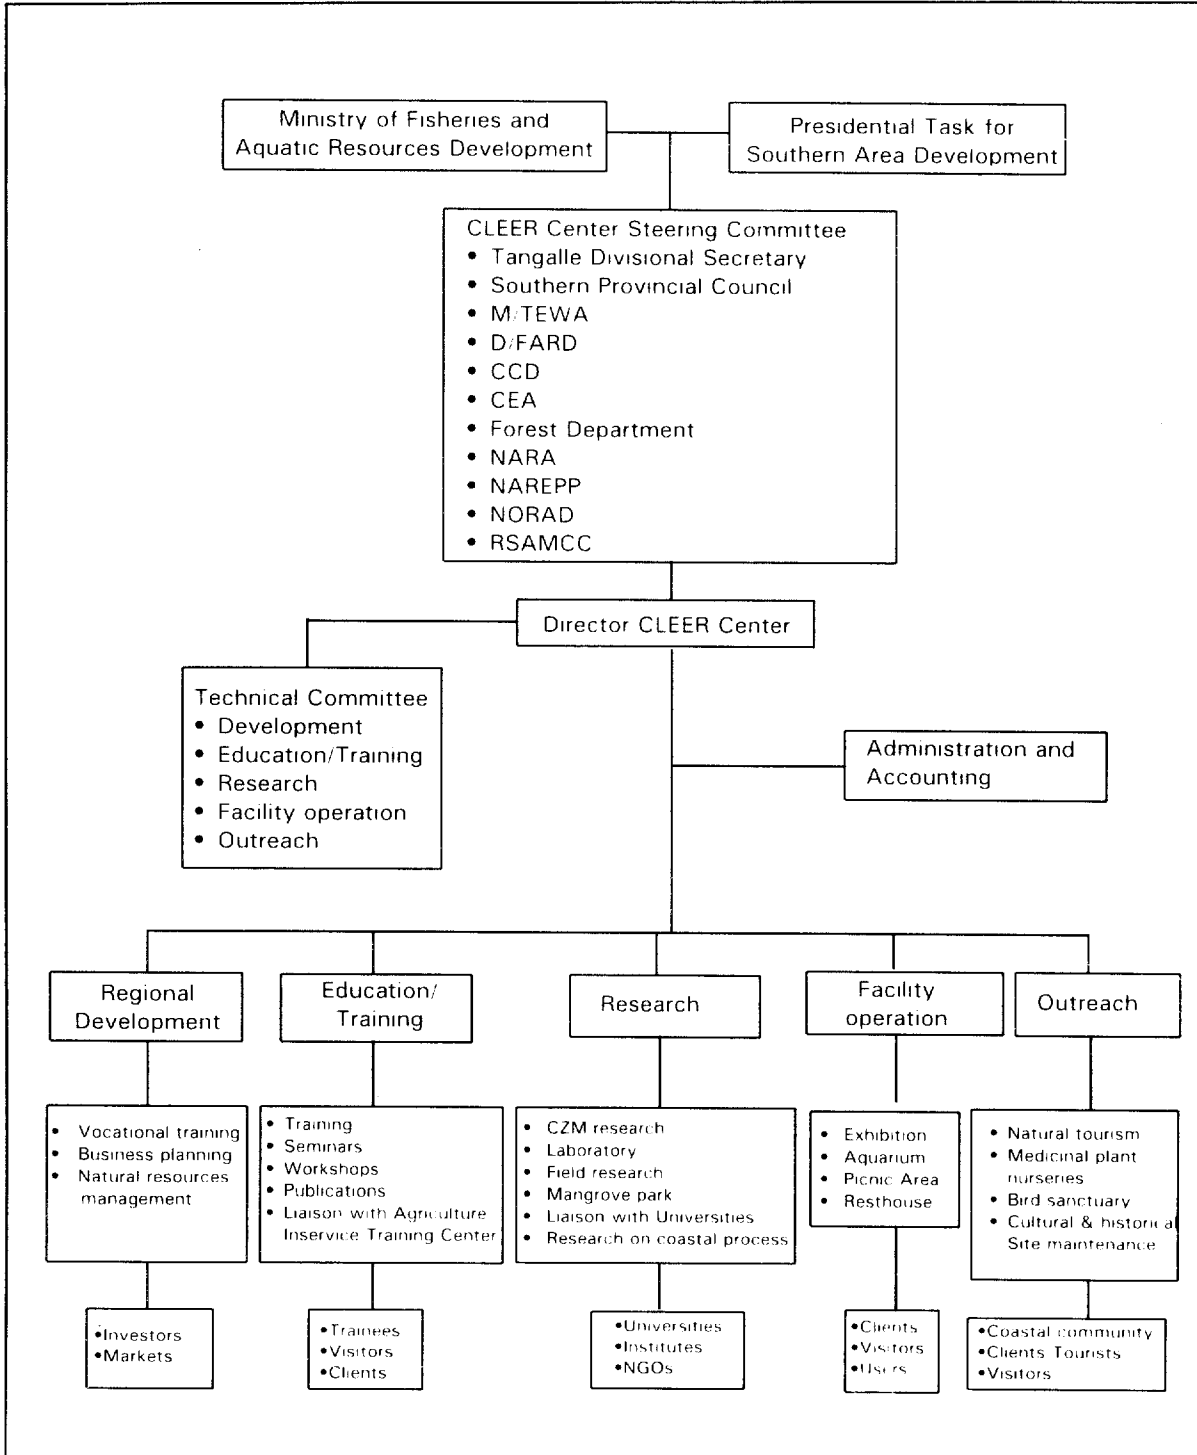 Ministry of Fisheries and
Aquatic Resources Development
Presidential Task for
Southern Area Development
CLEER Center Steering Committee
• Tangalle Divisional Secretary
• Southern Provincial Council
• M/TEWA
• D/FARD
• CCD
• CEA
• Forest Department
• NARA
• NAREPP
• NORAD
• RSAMCC
Director CLEER Center
Technical Committee
• Development
• Education/Training
• Research
• Facility operation
• Outreach
Administration and
Accounting
Regional
Development
Education/
Training
Research
Facility
operation
Outreach
• Vocational training
• Business planning
• Natural resources
management
• Training
• Seminars
• Workshops
• Publications
• Liaison with Agriculture
Inservice Training Center
• CZM research
• Laboratory
• Field research
• Mangrove park
• Liaison with Universities
• Research on coastal process
• Exhibition
• Aquarium
• Picnic Area
• Resthouse
• Natural tourism
• Medicinal plant
nurseries
• Bird sanctuary
• Cultural & historical
Site maintenance
•Investors
•Markets
•Trainees
•Visitors
•Clients
•Universities
•Institutes
•NGOs
•Clients
•Visitors
•Users
•Coastal community
•Clients Tourists
•Visitors